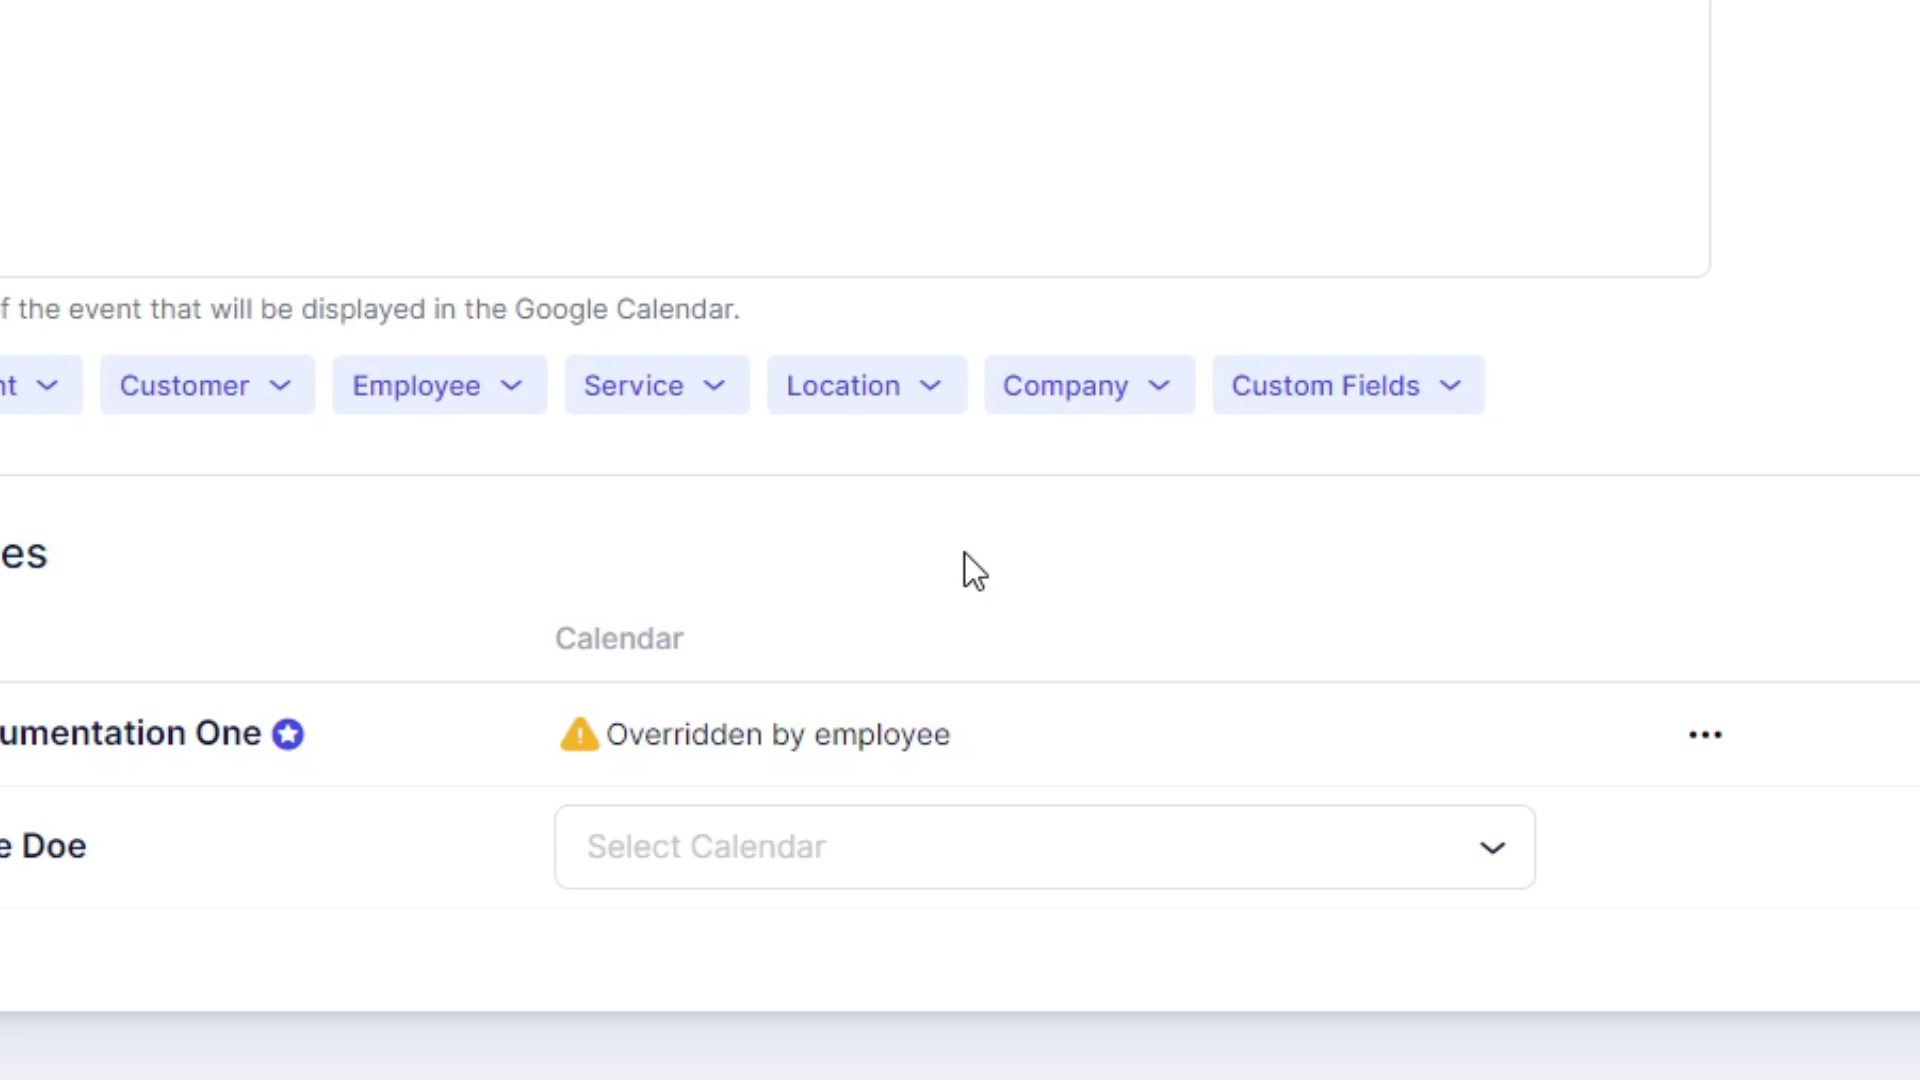 f the event that will be displayed in the Google Calendar.
nt Customer Employee Service Location Company Custom Fields
es
Calendar
umentation One Overridden by employee
e Doe Select Calendar